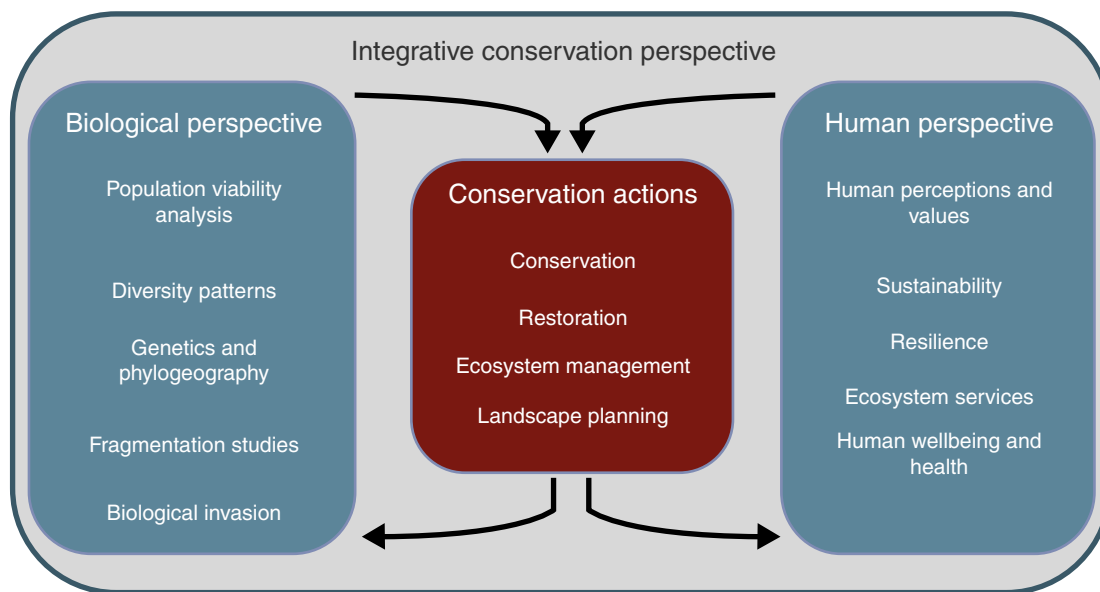 Integrative conservation perspective
Biological perspective
Population viability
analysis
Diversity patterns
Genetics and
phylogeography
Fragmentation studies
Biological invasion
Conservation actions
Conservation
Restoration
Ecosystem management
Landscape planning
Human perspective
Human perceptions and
values
Sustainability
Resilience
Ecosystem services
Human wellbeing and
health